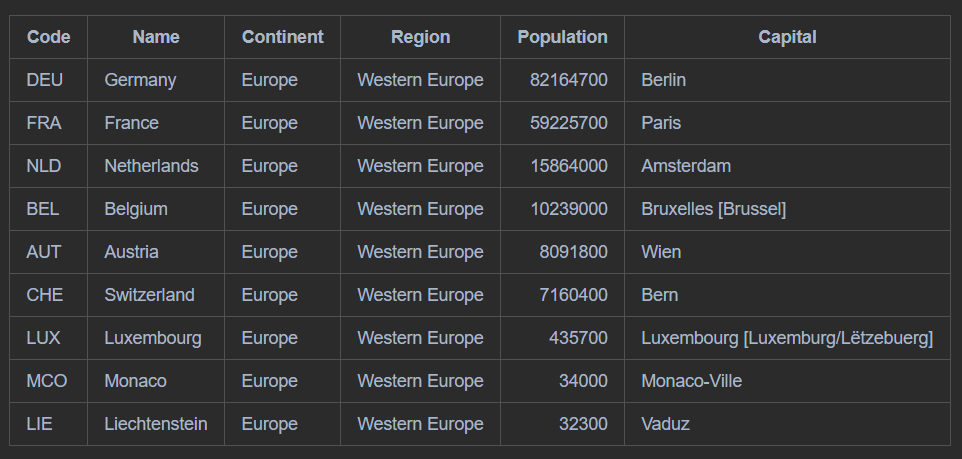 Code Name Continent Region Population Capital
DEU Germany Europe Western Europe 82164700 Berlin
FRA France Europe Western Europe 59225700 Paris
NLD Netherlands Europe Western Europe 15864000 Amsterdam
BEL Belgium Europe Western Europe 10239000 Bruxelles [Brussel]
AUT Austria Europe Western Europe 8091800 Wien
CHE Switzerland Europe Western Europe 7160400 Bern
LUX Luxembourg Europe Western Europe 435700 Luxembourg [Luxemburg/Lëtzebuerg]
MCO Monaco Europe Western Europe 34000 Monaco-Ville
LIE Liechtenstein Europe Western Europe 32300 Vaduz